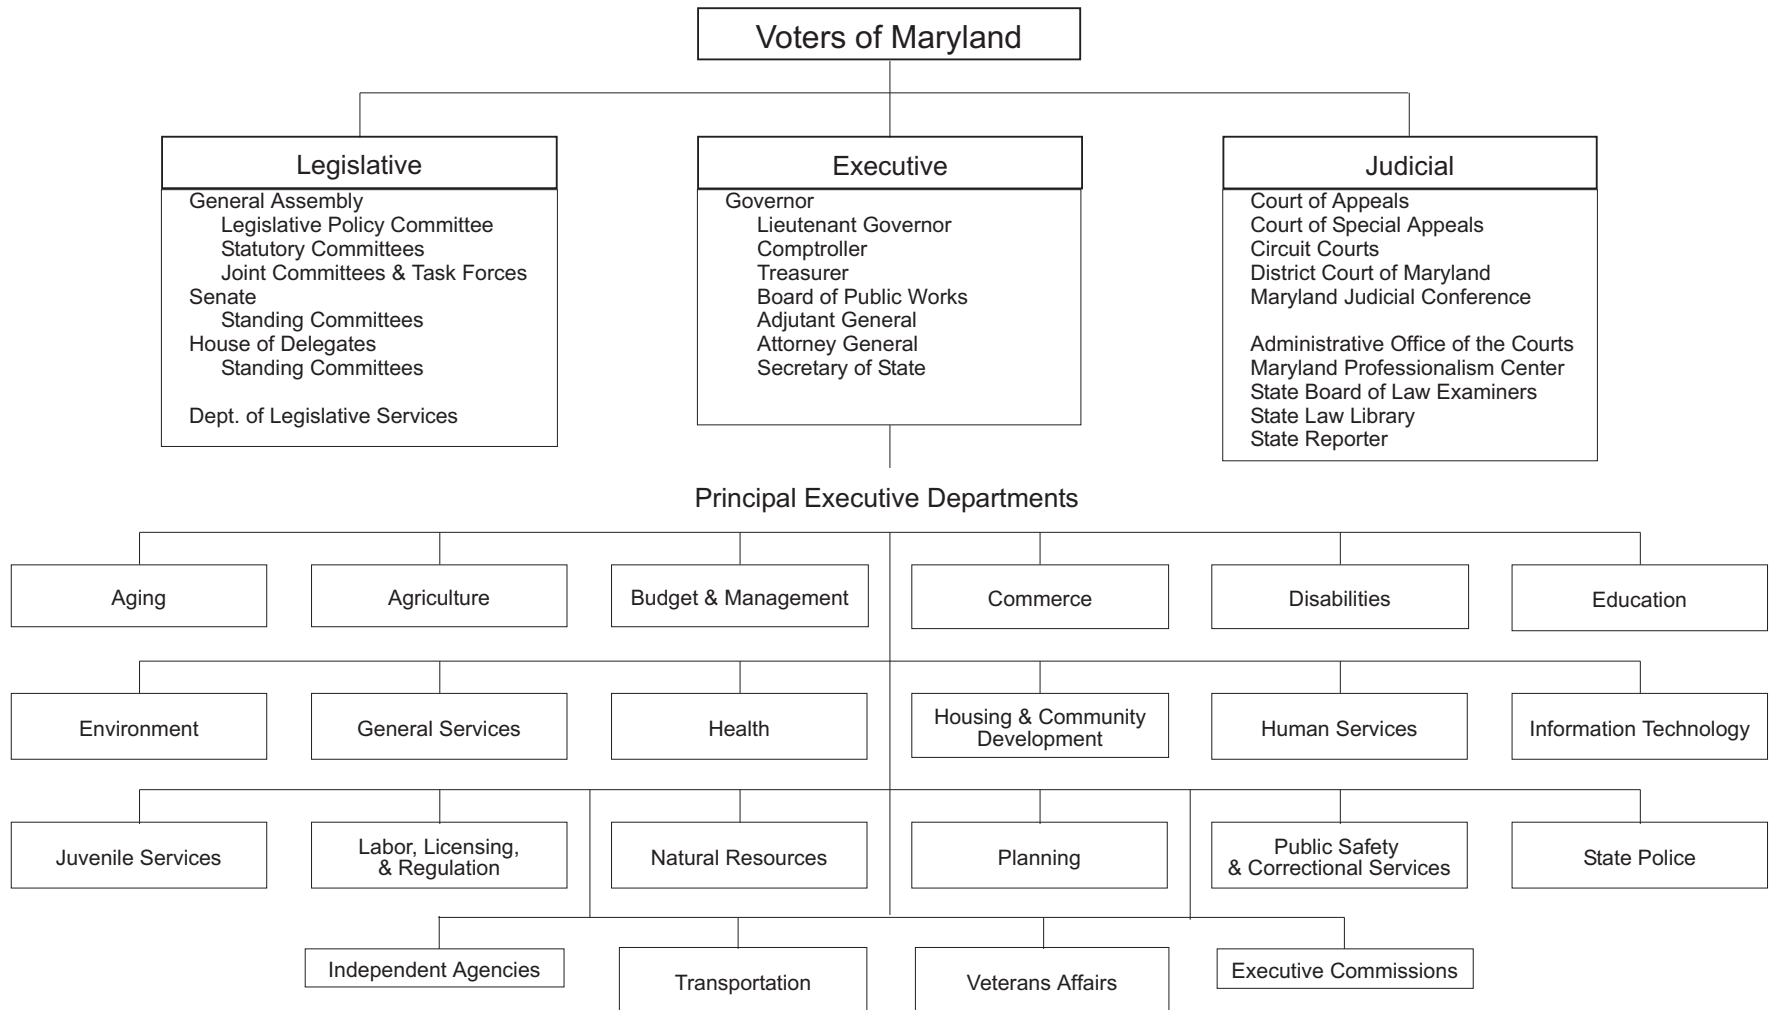 Voters of Maryland
Legislative
General Assembly
Legislative Policy Committee
Statutory Committees
Joint Committees & Task Forces
Senate
Standing Committees
House of Delegates
Standing Committees
Dept. of Legislative Services
Executive
Governor
Lieutenant Governor
Comptroller
Treasurer
Board of Public Works
Adjutant General
Attorney General
Secretary of State
Judicial
Court of Appeals
Court of Special Appeals
Circuit Courts
District Court of Maryland
Maryland Judicial Conference
Administrative Office of the Courts
Maryland Professionalism Center
State Board of Law Examiners
State Law Library
State Reporter
Principal Executive Departments
Aging
Agriculture
Budget & Management
Commerce
Disabilities
Education
Environment
General Services
Health
Housing & Community
Development
Human Services
Information Technology
Juvenile Services
Labor, Licensing,
& Regulation
Natural Resources
Planning
Public Safety
& Correctional Services
State Police
Independent Agencies
Transportation
Veterans Affairs
Executive Commissions